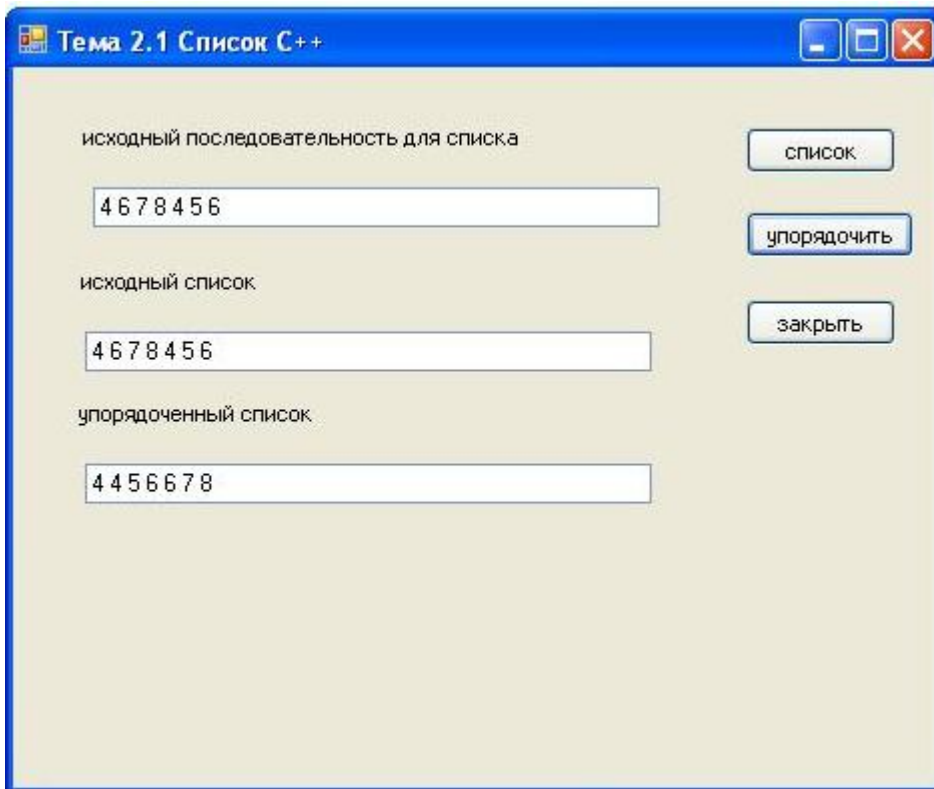 Тема 2.1 Список C++
исходный последовательность для списка
список
4 6 7 8 4 5 6
упорядочить
исходный список
закрыть
4 6 7 8 4 5 6
упорядоченный список
4 4 5 6 6 7 8